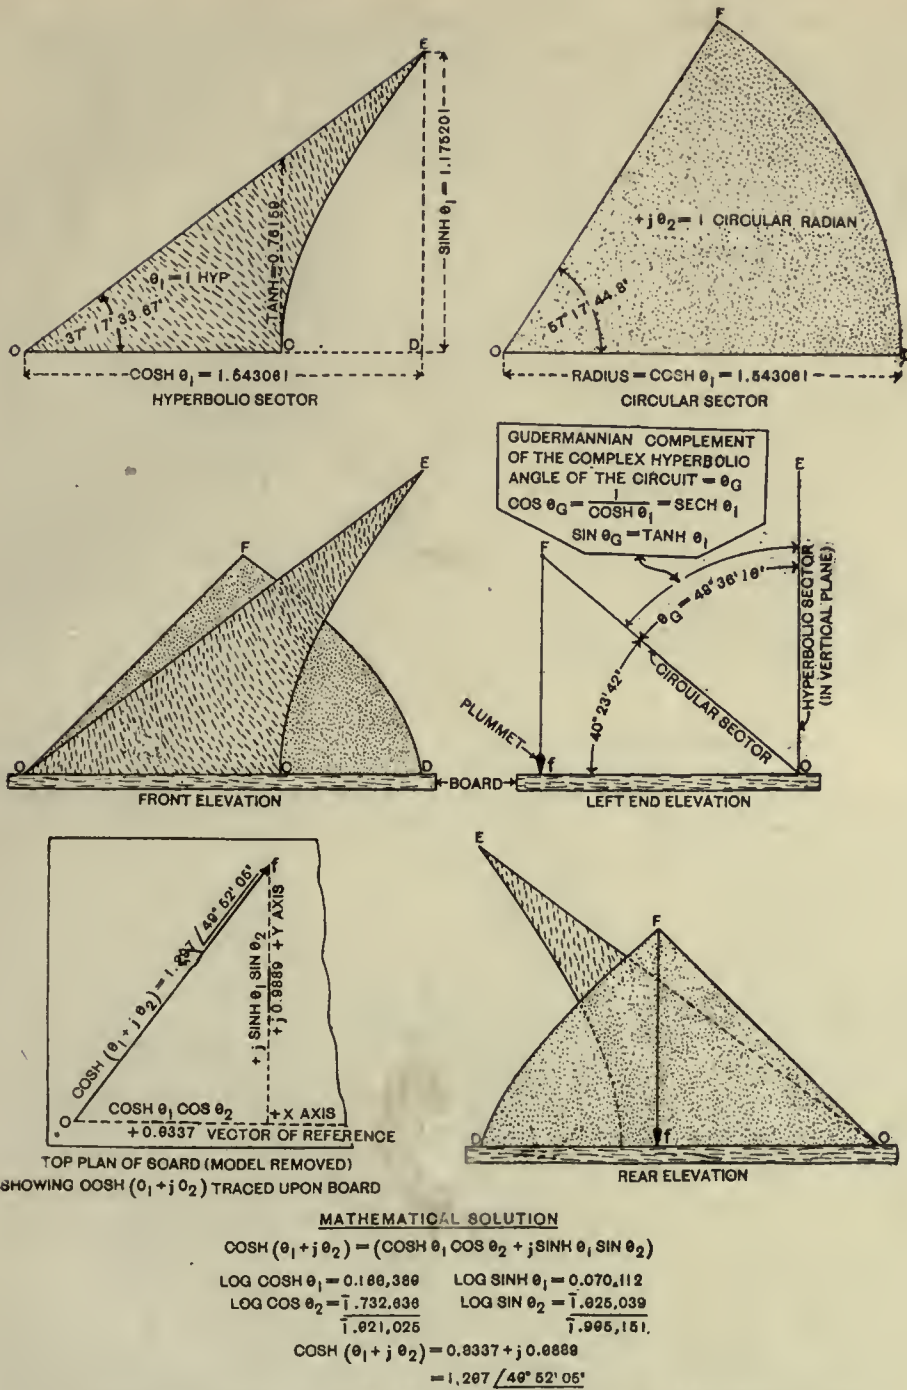 F
E
SINH θ₁ = 1.175201
TANH = 0.76159
θ₁ = 1 HYP
37° 17' 33.67"
O
C
D
COSH θ₁ = 1.543081
HYPERBOLIC SECTOR
+jθ₂ = 1 CIRCULAR RADIAN
57° 17' 44.8"
O
RADIUS = COSH θ₁ = 1.543081
CIRCULAR SECTOR
GUDERMANNIAN COMPLEMENT
OF THE COMPLEX HYPERBOLIC
ANGLE OF THE CIRCUIT = θG
COS θG = 1/COSH θ₁ = SECH θ₁
SIN θG = TANH θ₁
E
F
O
C
D
FRONT ELEVATION
BOARD
E
F
θG = 49° 36' 18"
40° 23' 42"
CIRCULAR SECTOR
HYPERBOLIC SECTOR
(IN VERTICAL PLANE)
PLUMMET
f
O
LEFT END ELEVATION
f
COSH (θ₁ + jθ₂) = 1.297 /49° 52' 05"
+j SINH θ₁ SIN θ₂
+j0.9889 +Y AXIS
O
COSH θ₁ COS θ₂ +X AXIS
+0.8337 VECTOR OF REFERENCE
TOP PLAN OF BOARD (MODEL REMOVED)
SHOWING COSH (θ₁ + jθ₂) TRACED UPON BOARD
E
F
D
f
O
REAR ELEVATION
MATHEMATICAL SOLUTION
COSH (θ₁ + jθ₂) = (COSH θ₁ COS θ₂ + jSINH θ₁ SIN θ₂)
LOG COSH θ₁ = 0.188,389 LOG SINH θ₁ = 0.070,112
LOG COS θ₂ = 1̄.732,636 LOG SIN θ₂ = 1̄.925,039
1̄.921,025 1̄.995,151.
COSH (θ₁ + j θ₂) = 0.8337 + j 0.9889
= 1.297 /49° 52' 05"